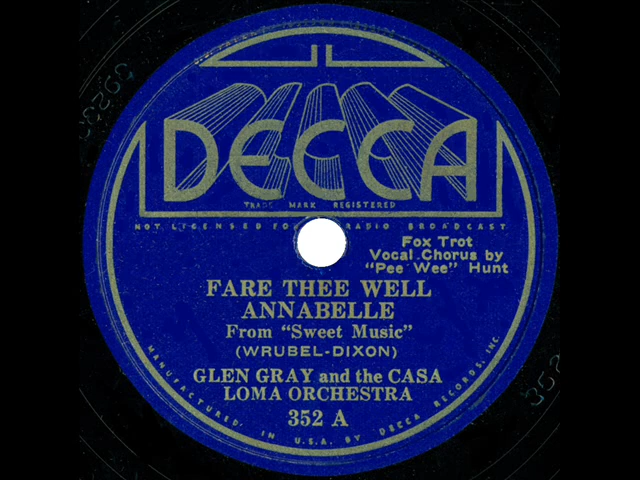 DECCA
TRADE MARK REGISTERED
NOT LICENSED FOR RADIO BROADCAST
Fox Trot
Vocal Chorus by
"Pee Wee" Hunt
FARE THEE WELL
ANNABELLE
From "Sweet Music"
(WRUBEL-DIXON)
GLEN GRAY and the CASA
LOMA ORCHESTRA
352 A
MANUFACTURED IN U.S.A. BY DECCA RECORDS, INC.